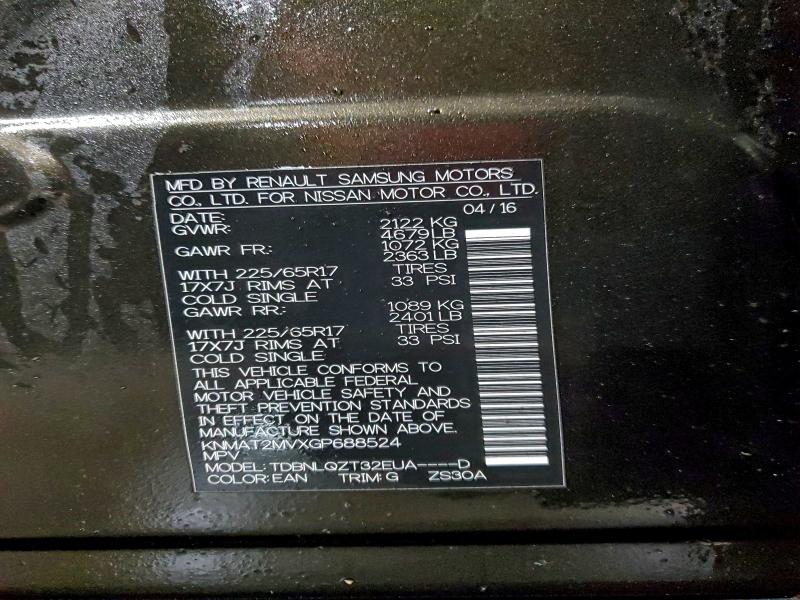 MFD BY RENAULT SAMSUNG MOTORS
CO., LTD. FOR NISSAN MOTOR CO., LTD.
DATE: 04/16
GVWR: 2122 KG
4679 LB
GAWR FR: 1072 KG
2363 LB
WITH 225/65R17 TIRES
17X7J RIMS AT 33 PSI
COLD SINGLE
GAWR RR: 1089 KG
2401 LB
WITH 225/65R17 TIRES
17X7J RIMS AT 33 PSI
COLD SINGLE
THIS VEHICLE CONFORMS TO
ALL APPLICABLE FEDERAL
MOTOR VEHICLE SAFETY AND
THEFT PREVENTION STANDARDS
IN EFFECT ON THE DATE OF
MANUFACTURE SHOWN ABOVE.
KNMAT2MVXGP688524
MPV
MODEL: TDBNLQZT32EUA----D
COLOR: EAN TRIM: G ZS30A